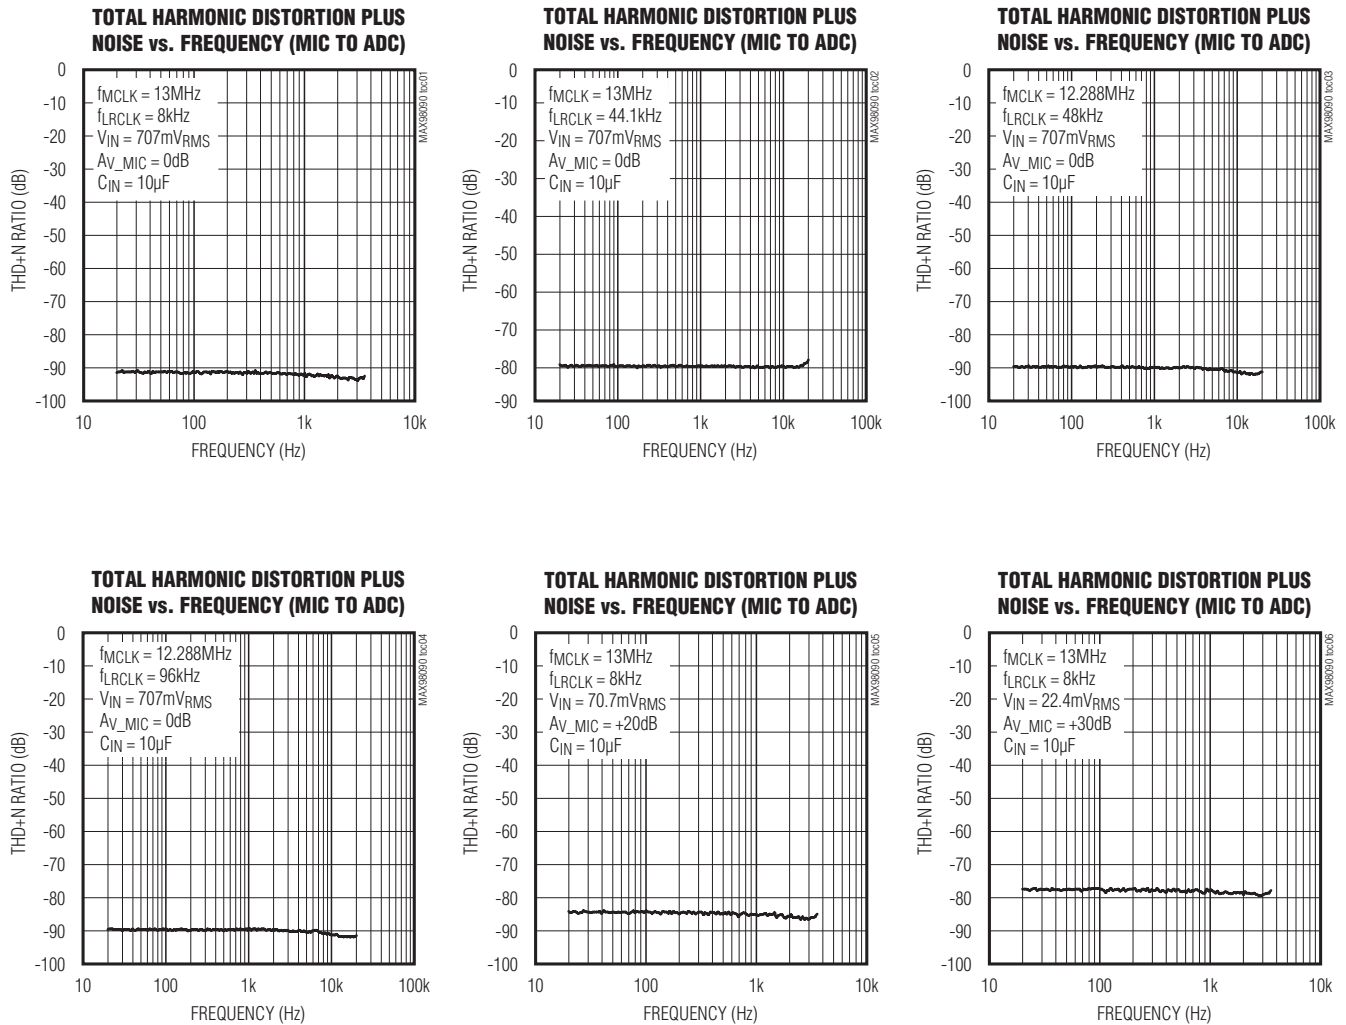 TOTAL HARMONIC DISTORTION PLUS
NOISE vs. FREQUENCY (MIC TO ADC)
0
-10
-20
-30
-40
-50
-60
-70
-80
-90
-100
THD+N RATIO (dB)
fMCLK = 13MHz
fLRCLK = 8kHz
VIN = 707mVRMS
AV_MIC = 0dB
CIN = 10µF
MAX98090 toc01
10
100
1k
10k
FREQUENCY (Hz)
TOTAL HARMONIC DISTORTION PLUS
NOISE vs. FREQUENCY (MIC TO ADC)
0
-10
-20
-30
-40
-50
-60
-70
-80
-90
THD+N RATIO (dB)
fMCLK = 13MHz
fLRCLK = 44.1kHz
VIN = 707mVRMS
AV_MIC = 0dB
CIN = 10µF
MAX98090 toc02
10
100
1k
10k
100k
FREQUENCY (Hz)
TOTAL HARMONIC DISTORTION PLUS
NOISE vs. FREQUENCY (MIC TO ADC)
0
-10
-20
-30
-40
-50
-60
-70
-80
-90
-100
THD+N RATIO (dB)
fMCLK = 12.288MHz
fLRCLK = 48kHz
VIN = 707mVRMS
AV_MIC = 0dB
CIN = 10µF
MAX98090 toc03
10
100
1k
10k
100k
FREQUENCY (Hz)
TOTAL HARMONIC DISTORTION PLUS
NOISE vs. FREQUENCY (MIC TO ADC)
0
-10
-20
-30
-40
-50
-60
-70
-80
-90
-100
THD+N RATIO (dB)
fMCLK = 12.288MHz
fLRCLK = 96kHz
VIN = 707mVRMS
AV_MIC = 0dB
CIN = 10µF
MAX98090 toc04
10
100
1k
10k
100k
FREQUENCY (Hz)
TOTAL HARMONIC DISTORTION PLUS
NOISE vs. FREQUENCY (MIC TO ADC)
0
-10
-20
-30
-40
-50
-60
-70
-80
-90
-100
THD+N RATIO (dB)
fMCLK = 13MHz
fLRCLK = 8kHz
VIN = 70.7mVRMS
AV_MIC = +20dB
CIN = 10µF
MAX98090 toc05
10
100
1k
10k
FREQUENCY (Hz)
TOTAL HARMONIC DISTORTION PLUS
NOISE vs. FREQUENCY (MIC TO ADC)
0
-10
-20
-30
-40
-50
-60
-70
-80
-90
-100
THD+N RATIO (dB)
fMCLK = 13MHz
fLRCLK = 8kHz
VIN = 22.4mVRMS
AV_MIC = +30dB
CIN = 10µF
MAX98090 toc06
10
100
1k
10k
FREQUENCY (Hz)